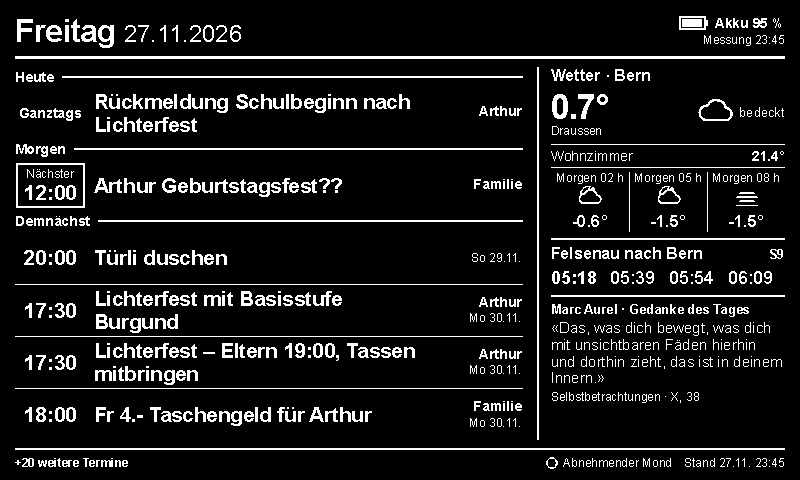 Freitag 27.11.2026
Akku 95 %
Messung 23:45
Heute
Ganztags
Rückmeldung Schulbeginn nach
Lichterfest
Arthur
Morgen
Nächster
12:00
Arthur Geburtstagsfest??
Familie
Demnächst
20:00 Türli duschen So 29.11.
17:30
Lichterfest mit Basisstufe
Burgund
Arthur
Mo 30.11.
17:30
Lichterfest – Eltern 19:00, Tassen
mitbringen
Arthur
Mo 30.11.
18:00 Fr 4.- Taschengeld für Arthur
Familie
Mo 30.11.
Wetter · Bern
0.7°
Draussen
bedeckt
Wohnzimmer 21.4°
Morgen 02 h Morgen 05 h Morgen 08 h
-0.6° -1.5° -1.5°
Felsenau nach Bern S9
05:18 05:39 05:54 06:09
Marc Aurel · Gedanke des Tages
«Das, was dich bewegt, was dich
mit unsichtbaren Fäden hierhin
und dorthin zieht, das ist in deinem
Innern.»
Selbstbetrachtungen · X, 38
+20 weitere Termine
Abnehmender Mond Stand 27.11. 23:45